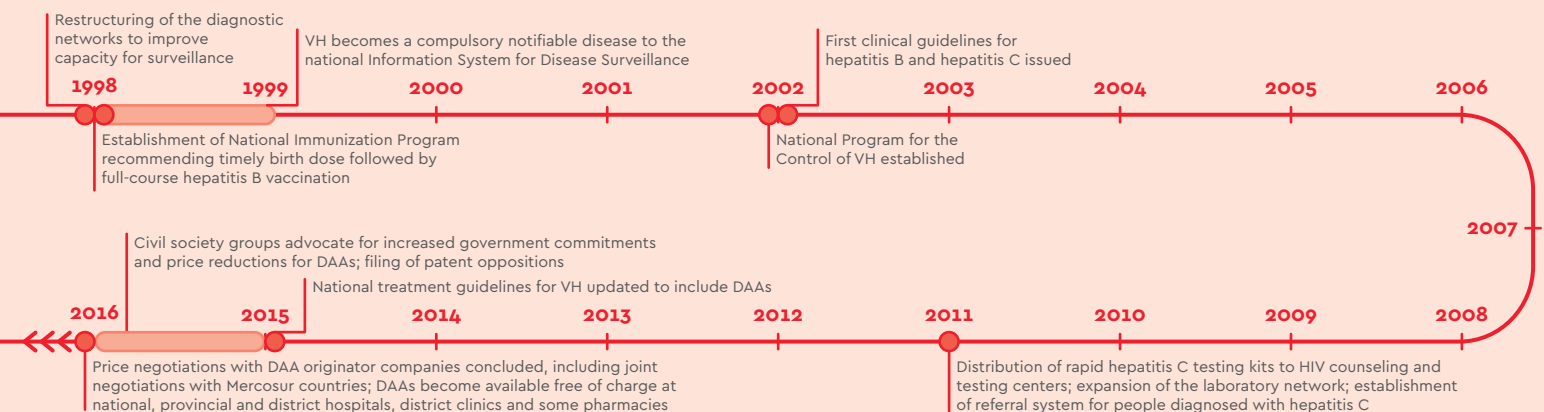 Restructuring of the diagnostic
networks to improve
capacity for surveillance
VH becomes a compulsory notifiable disease to the
national Information System for Disease Surveillance
First clinical guidelines for
hepatitis B and hepatitis C issued
1998
1999
2000
2001
2002
2003
2004
2005
2006
Establishment of National Immunization Program
recommending timely birth dose followed by
full-course hepatitis B vaccination
National Program for the
Control of VH established
2007
Civil society groups advocate for increased government commitments
and price reductions for DAAs; filing of patent oppositions
National treatment guidelines for VH updated to include DAAs
2016
2015
2014
2013
2012
2011
2010
2009
2008
Price negotiations with DAA originator companies concluded, including joint
negotiations with Mercosur countries; DAAs become available free of charge at
national, provincial and district hospitals, district clinics and some pharmacies
Distribution of rapid hepatitis C testing kits to HIV counseling and
testing centers; expansion of the laboratory network; establishment
of referral system for people diagnosed with hepatitis C